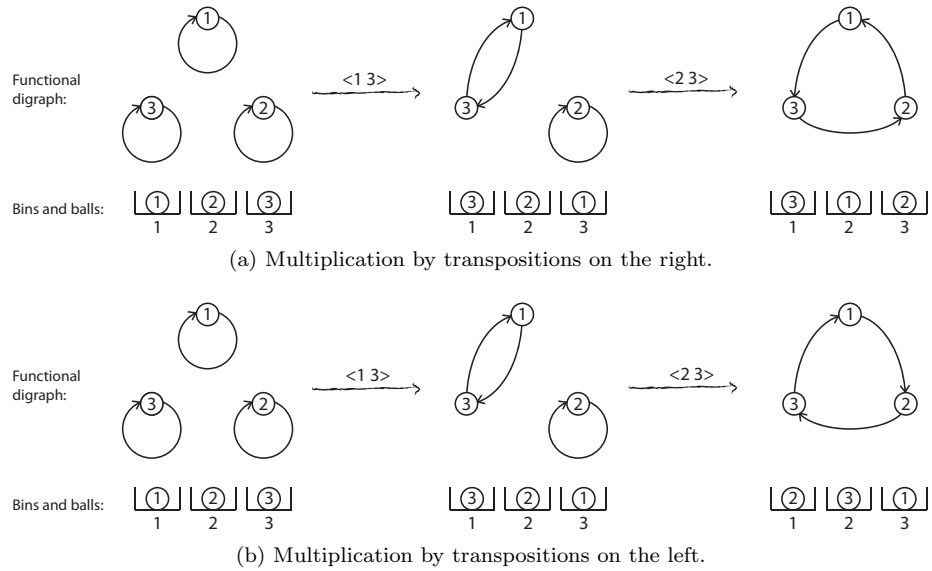 1 1 1
Functional digraph:
<1 3> <2 3>
3 2 3 2 3 2
Bins and balls: 1 2 3 3 2 1 3 1 2
1 2 3 1 2 3 1 2 3
(a) Multiplication by transpositions on the right.
1 1 1
Functional digraph:
<1 3> <2 3>
3 2 3 2 3 2
Bins and balls: 1 2 3 3 2 1 2 3 1
1 2 3 1 2 3 1 2 3
(b) Multiplication by transpositions on the left.